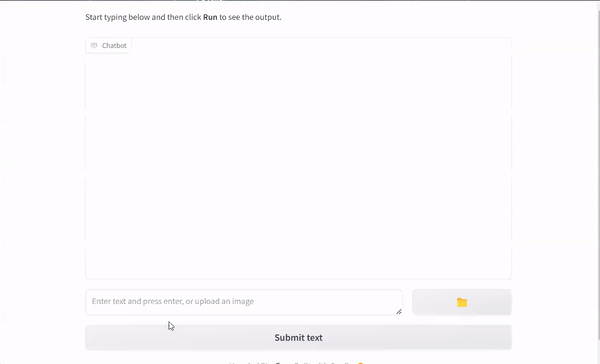 Start typing below and then click Run to see the output.
Chatbot
Enter text and press enter, or upload an image
Submit text